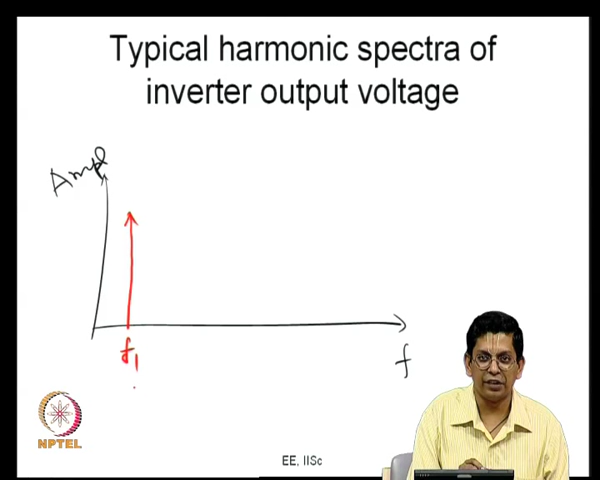 Typical harmonic spectra of
inverter output voltage
Ampl
f1
f
NPTEL
EE, IISc